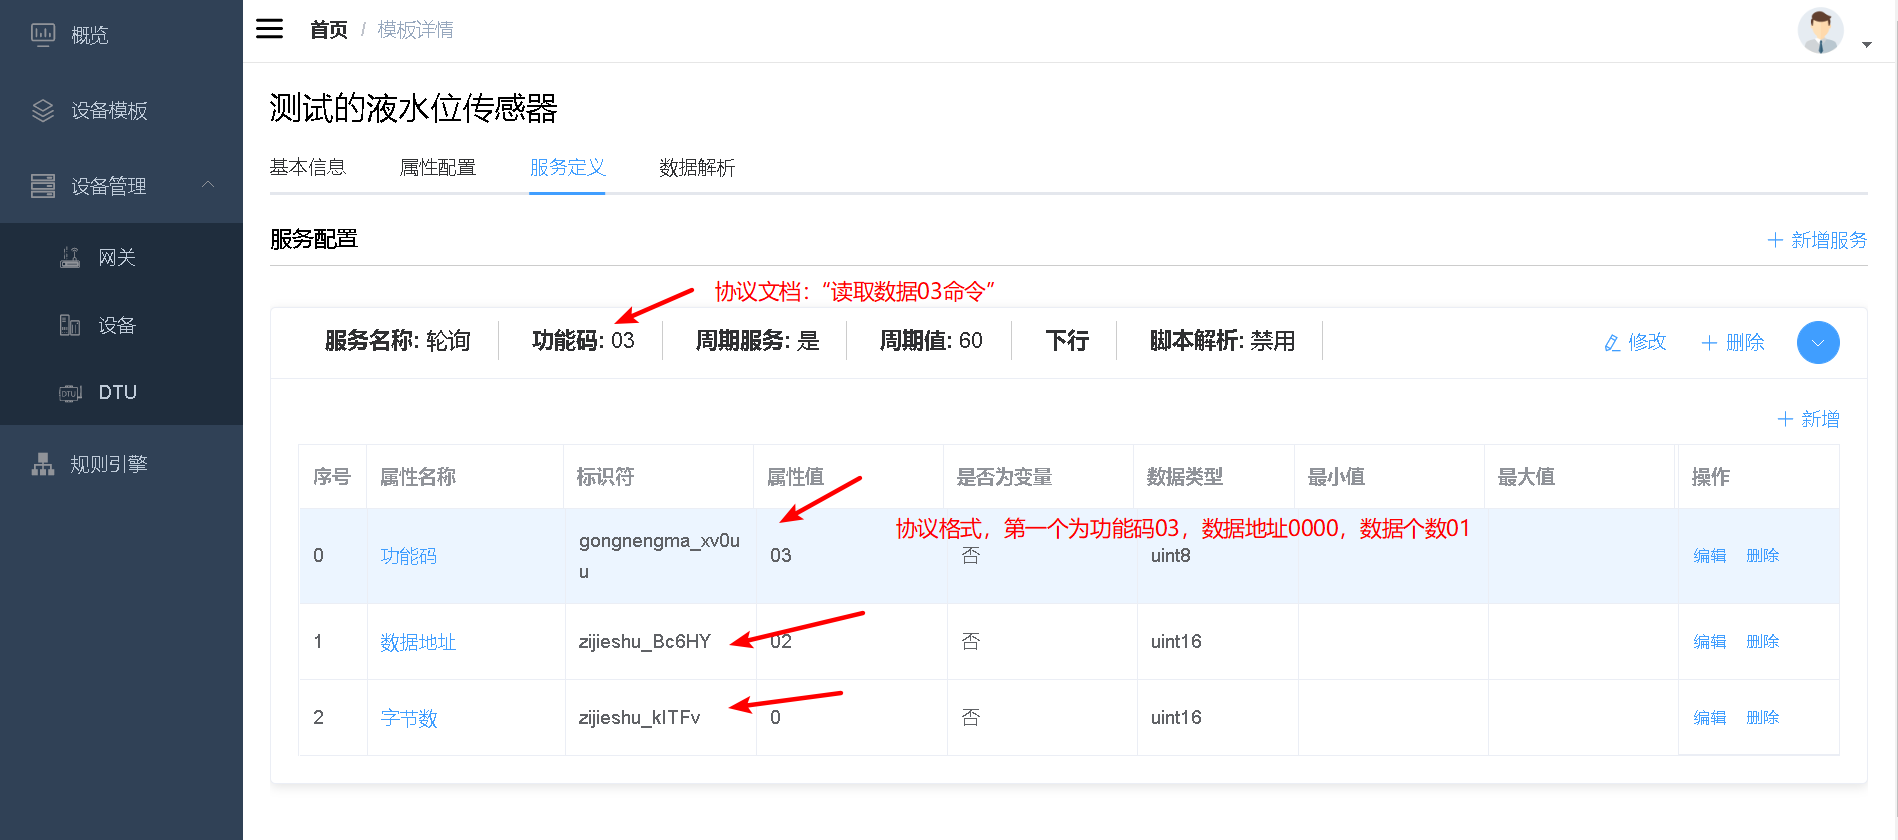 概览
设备模板
设备管理
网关
设备
DTU
规则引擎
首页 / 模板详情
测试的液水位传感器
基本信息 属性配置 服务定义 数据解析
服务配置
新增服务
协议文档：“读取数据03命令”
服务名称: 轮询 功能码: 03 周期服务: 是 周期值: 60 下行 脚本解析: 禁用 修改 删除
新增
序号 属性名称 标识符 属性值 是否为变量 数据类型 最小值 最大值 操作
协议格式，第一个为功能码03，数据地址0000，数据个数01
0 功能码 gongnengma_xv0u
u 03 否 uint8 编辑 删除
1 数据地址 zijieshu_Bc6HY 02 否 uint16 编辑 删除
2 字节数 zijieshu_kITFv 0 否 uint16 编辑 删除